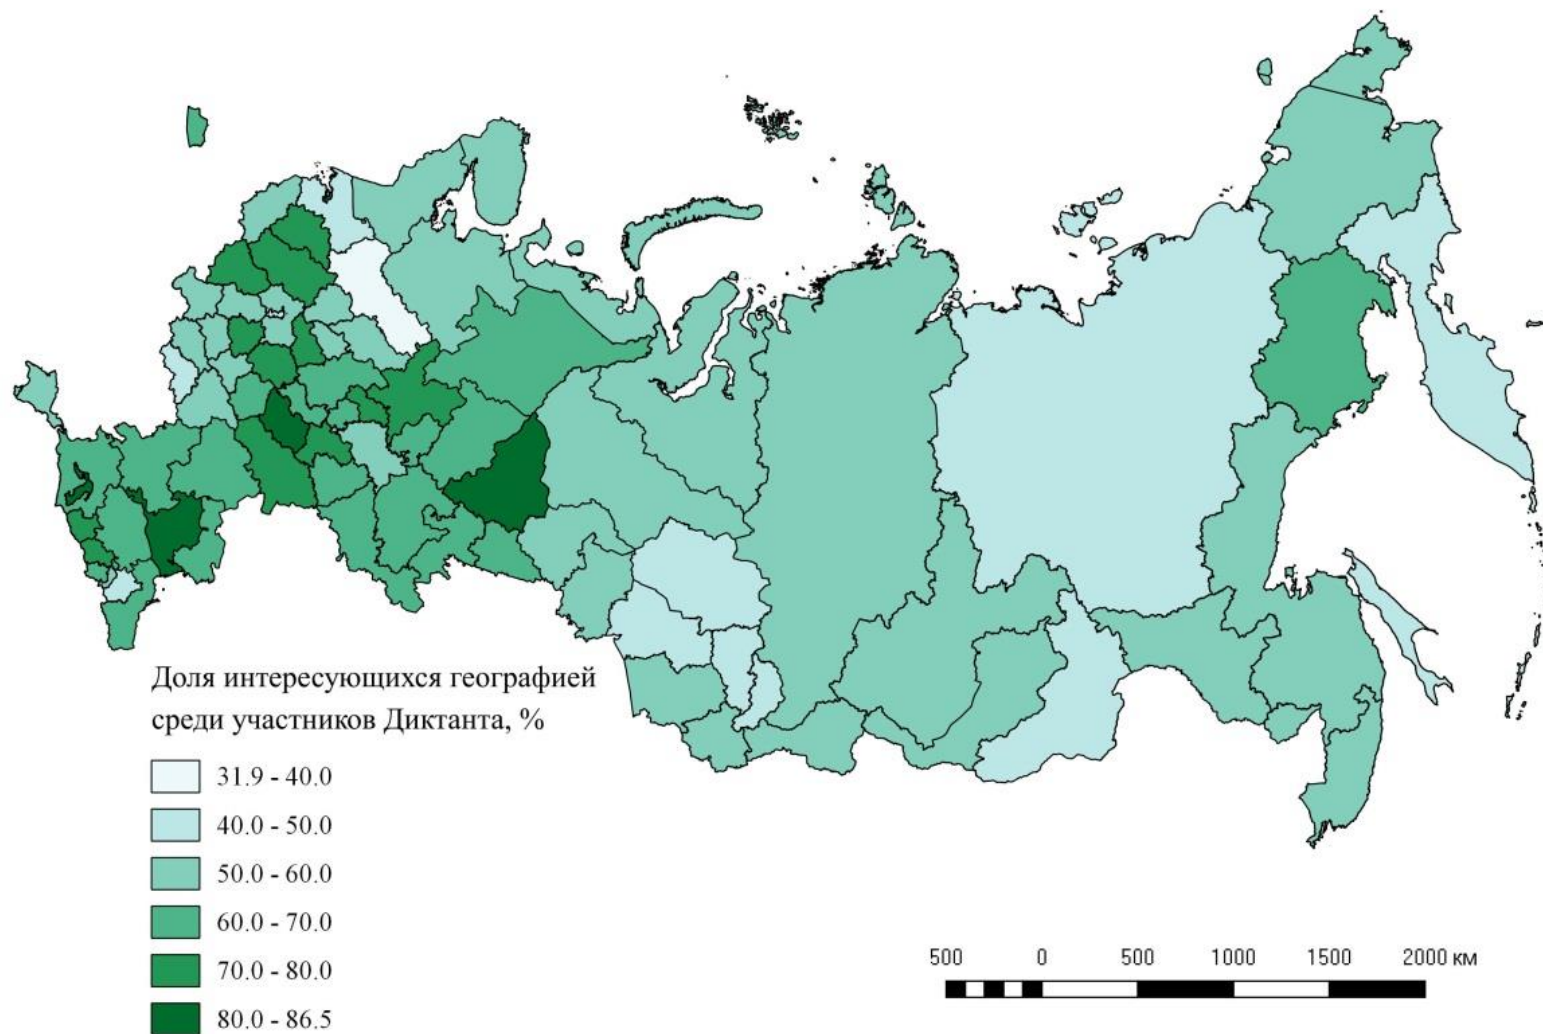 Доля интересующихся географией
среди участников Диктанта, %
31.9 - 40.0
40.0 - 50.0
50.0 - 60.0
60.0 - 70.0
70.0 - 80.0
80.0 - 86.5
500 0 500 1000 1500 2000 км